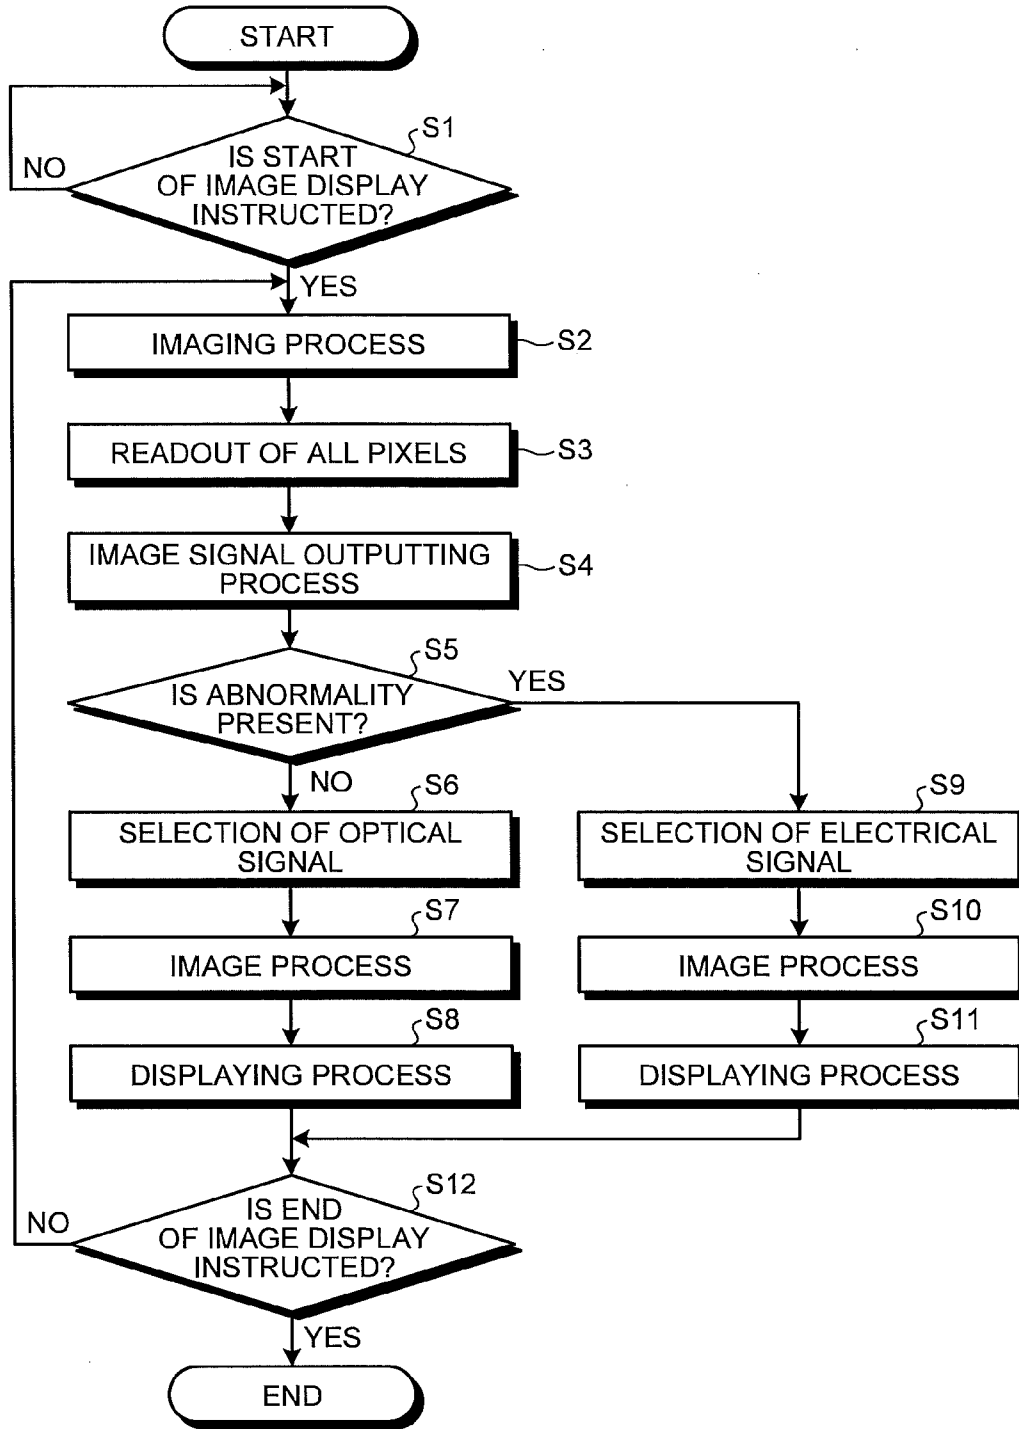 START
S1
NO
IS START
OF IMAGE DISPLAY
INSTRUCTED?
YES
IMAGING PROCESS
S2
READOUT OF ALL PIXELS
S3
IMAGE SIGNAL OUTPUTTING
PROCESS
S4
S5
YES
IS ABNORMALITY
PRESENT?
NO
S6
S9
SELECTION OF OPTICAL
SIGNAL
SELECTION OF ELECTRICAL
SIGNAL
S7
S10
IMAGE PROCESS
IMAGE PROCESS
S8
S11
DISPLAYING PROCESS
DISPLAYING PROCESS
S12
NO
IS END
OF IMAGE DISPLAY
INSTRUCTED?
YES
END